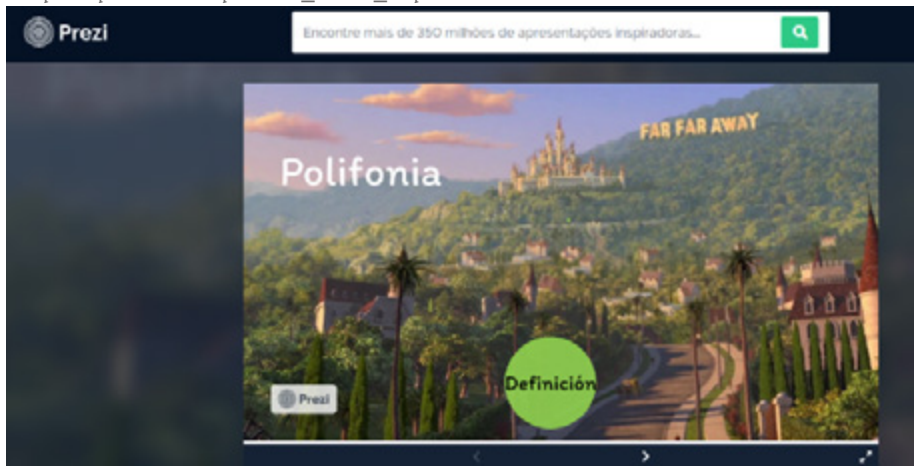 Prezi
Encontre mais de 350 milhões de apresentações inspiradoras...
FAR FAR AWAY
Polifonia
Definición
Prezi